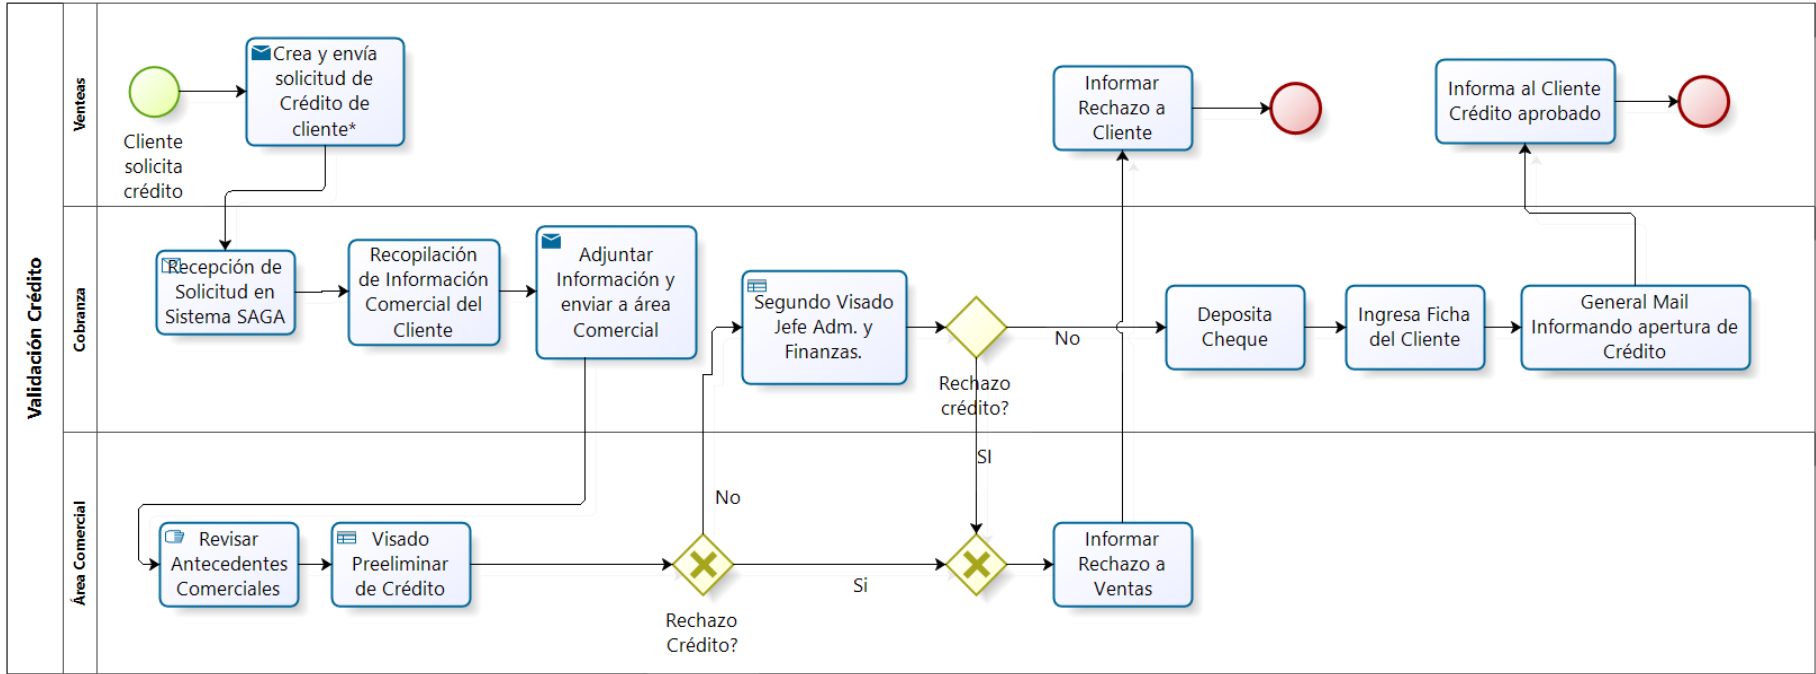 Validación Crédito
Venteas
Cliente
solicita
crédito
Crea y envía
solicitud de
Crédito de
cliente*
Informar
Rechazo a
Cliente
Informa al Cliente
Crédito aprobado
Cobranza
Recepción de
Solicitud en
Sistema SAGA
Recopilación
de Información
Comercial del
Cliente
Adjuntar
Información y
enviar a área
Comercial
Segundo Visado
Jefe Adm. y
Finanzas.
Rechazo
crédito?
No
SI
Deposita
Cheque
Ingresa Ficha
del Cliente
General Mail
Informando apertura de
Crédito
Área Comercial
Revisar
Antecedentes
Comerciales
Visado
Preeliminar
de Crédito
Rechazo
Crédito?
No
Si
Informar
Rechazo a
Ventas